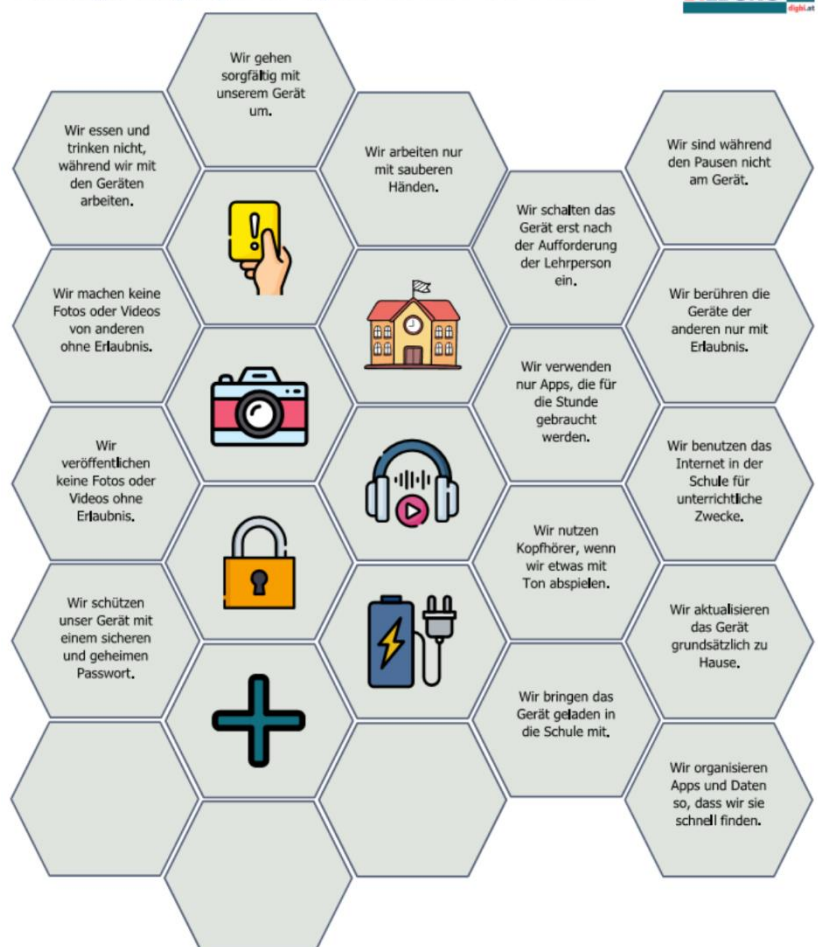 digbi.at
Wir gehen
sorgfältig mit
unserem Gerät
um.
Wir essen und
trinken nicht,
während wir mit
den Geräten
arbeiten.
Wir arbeiten nur
mit sauberen
Händen.
Wir sind während
den Pausen nicht
am Gerät.
Wir schalten das
Gerät erst nach
der Aufforderung
der Lehrperson
ein.
Wir machen keine
Fotos oder Videos
von anderen
ohne Erlaubnis.
Wir berühren die
Geräte der
anderen nur mit
Erlaubnis.
Wir verwenden
nur Apps, die für
die Stunde
gebraucht
werden.
Wir
veröffentlichen
keine Fotos oder
Videos ohne
Erlaubnis.
Wir benutzen das
Internet in der
Schule für
unterrichtliche
Zwecke.
Wir nutzen
Kopfhörer, wenn
wir etwas mit
Ton abspielen.
Wir schützen
unser Gerät mit
einem sicheren
und geheimen
Passwort.
Wir aktualisieren
das Gerät
grundsätzlich zu
Hause.
Wir bringen das
Gerät geladen in
die Schule mit.
Wir organisieren
Apps und Daten
so, dass wir sie
schnell finden.